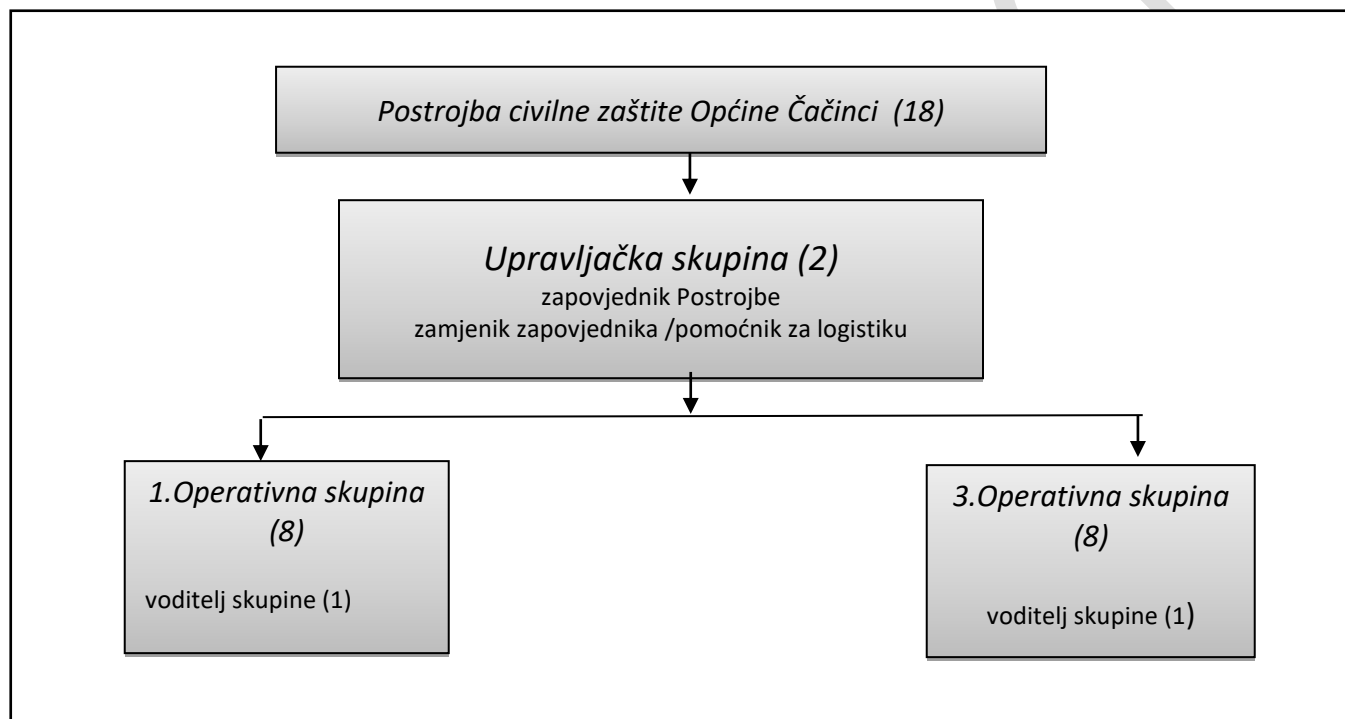 Postrojba civilne zaštite Općine Čačinci (18)
Upravljačka skupina (2)
zapovjednik Postrojbe
zamjenik zapovjednika /pomoćnik za logistiku
1.Operativna skupina
(8)
voditelj skupine (1)
3.Operativna skupina
(8)
voditelj skupine (1)